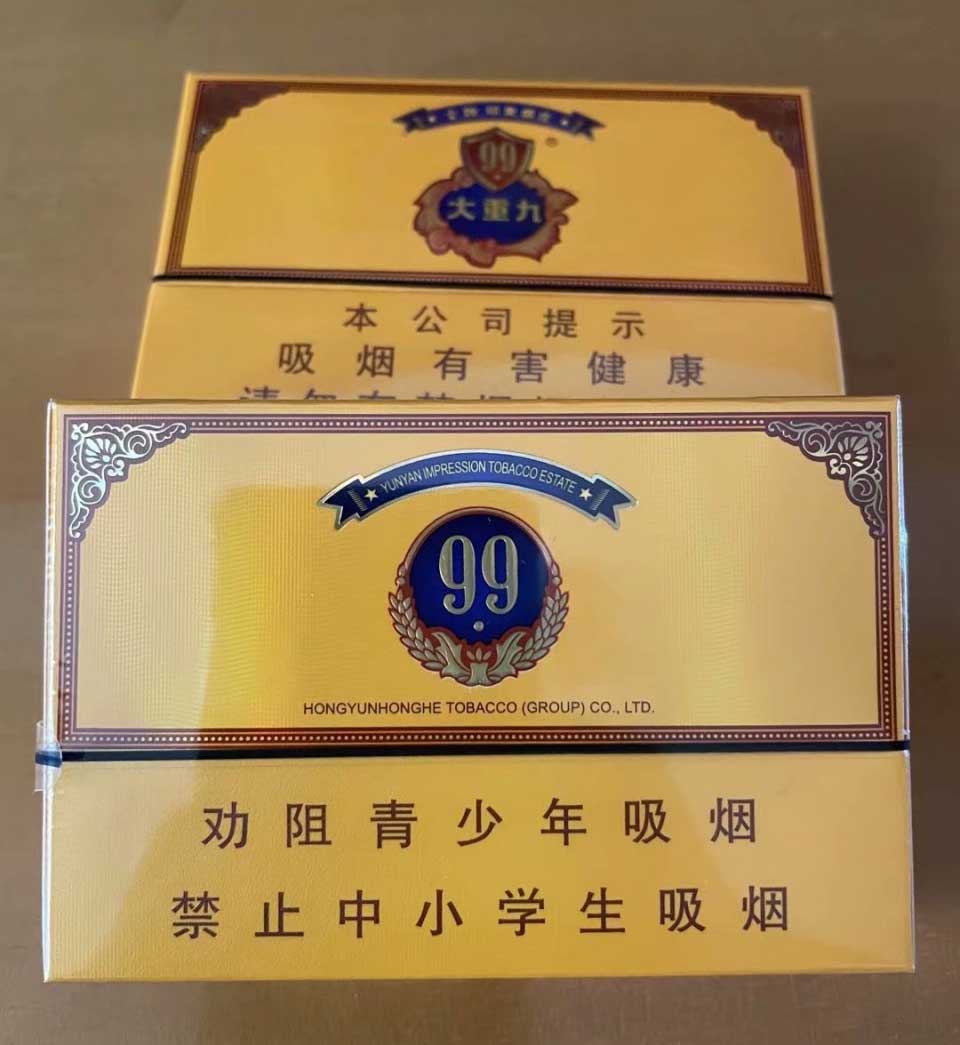 99
®
大重九
本公司提示
吸烟有害健康
YUNYAN IMPRESSION TOBACCO ESTATE
99
HONGYUNHONGHE TOBACCO (GROUP) CO., LTD.
劝阻青少年吸烟
禁止中小学生吸烟